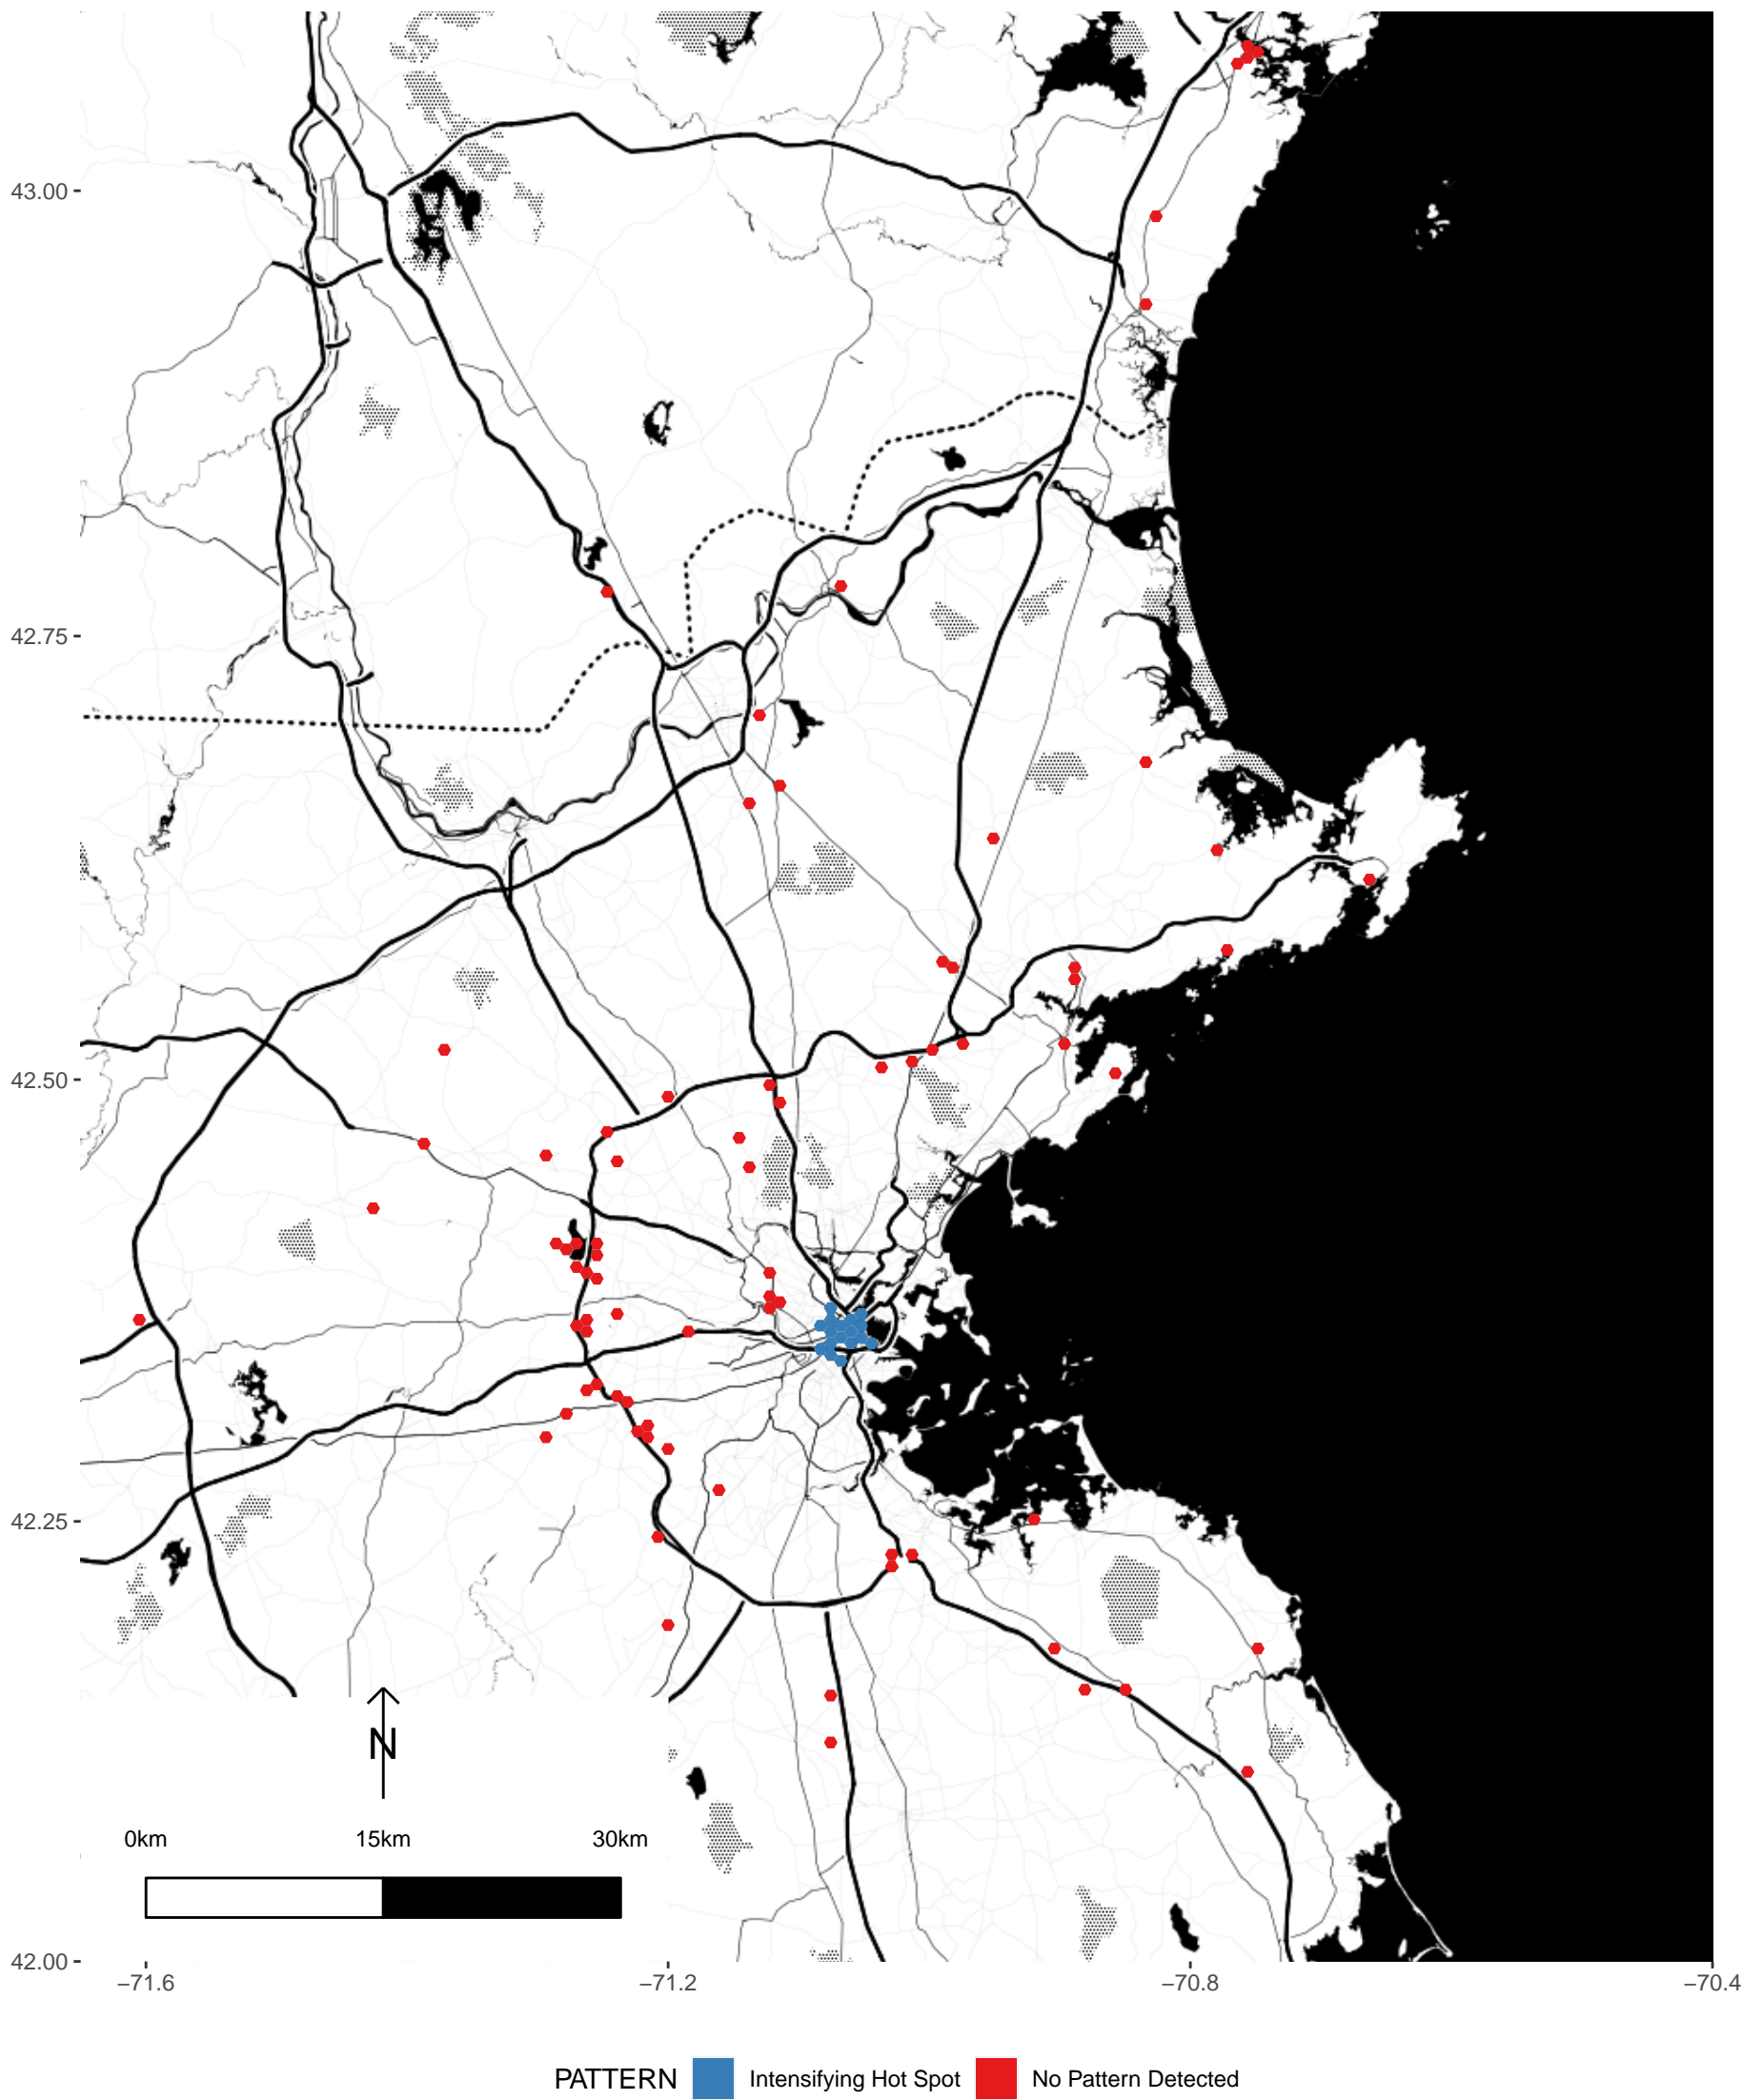 43.00
42.75
42.50
42.25
N
0km 15km 30km
42.00
−71.6 −71.2 −70.8 −70.4
PATTERN Intensifying Hot Spot No Pattern Detected